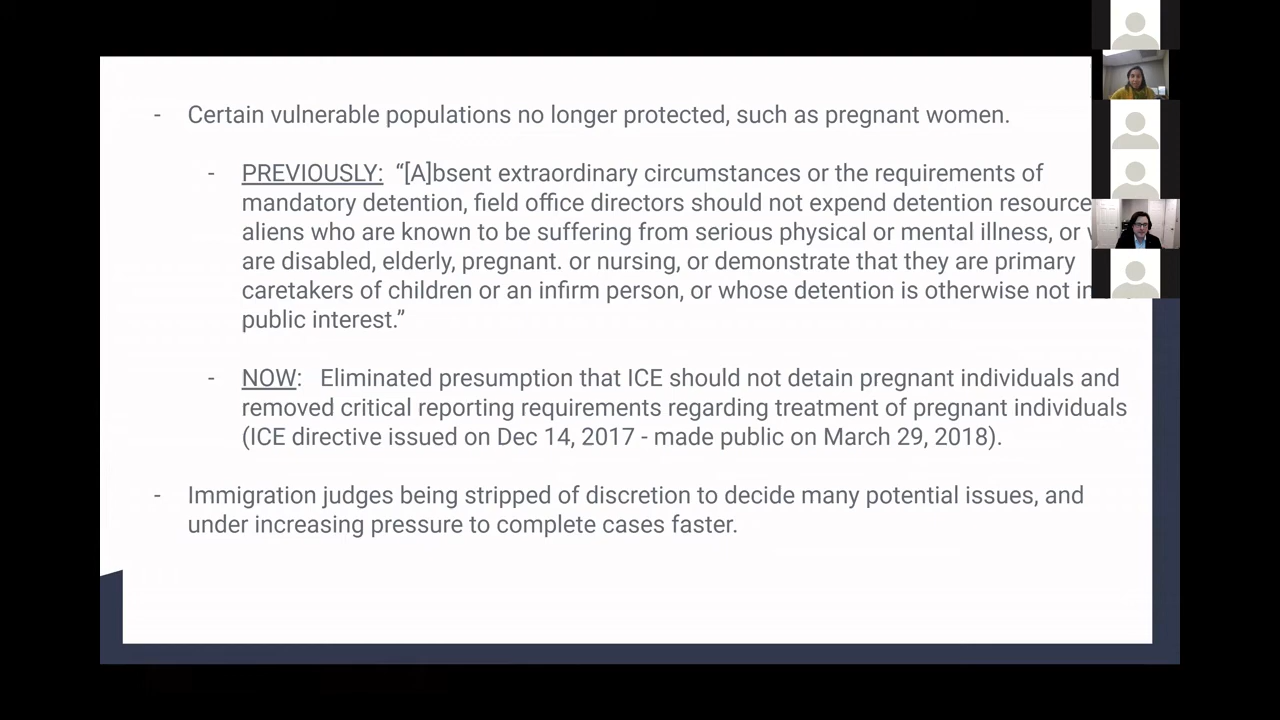 - Certain vulnerable populations no longer protected, such as pregnant women.
- PREVIOUSLY: “[A]bsent extraordinary circumstances or the requirements of
mandatory detention, field office directors should not expend detention resource
aliens who are known to be suffering from serious physical or mental illness, or
are disabled, elderly, pregnant. or nursing, or demonstrate that they are primary
caretakers of children or an infirm person, or whose detention is otherwise not in
public interest.”
- NOW: Eliminated presumption that ICE should not detain pregnant individuals and
removed critical reporting requirements regarding treatment of pregnant individuals
(ICE directive issued on Dec 14, 2017 - made public on March 29, 2018).
- Immigration judges being stripped of discretion to decide many potential issues, and
under increasing pressure to complete cases faster.